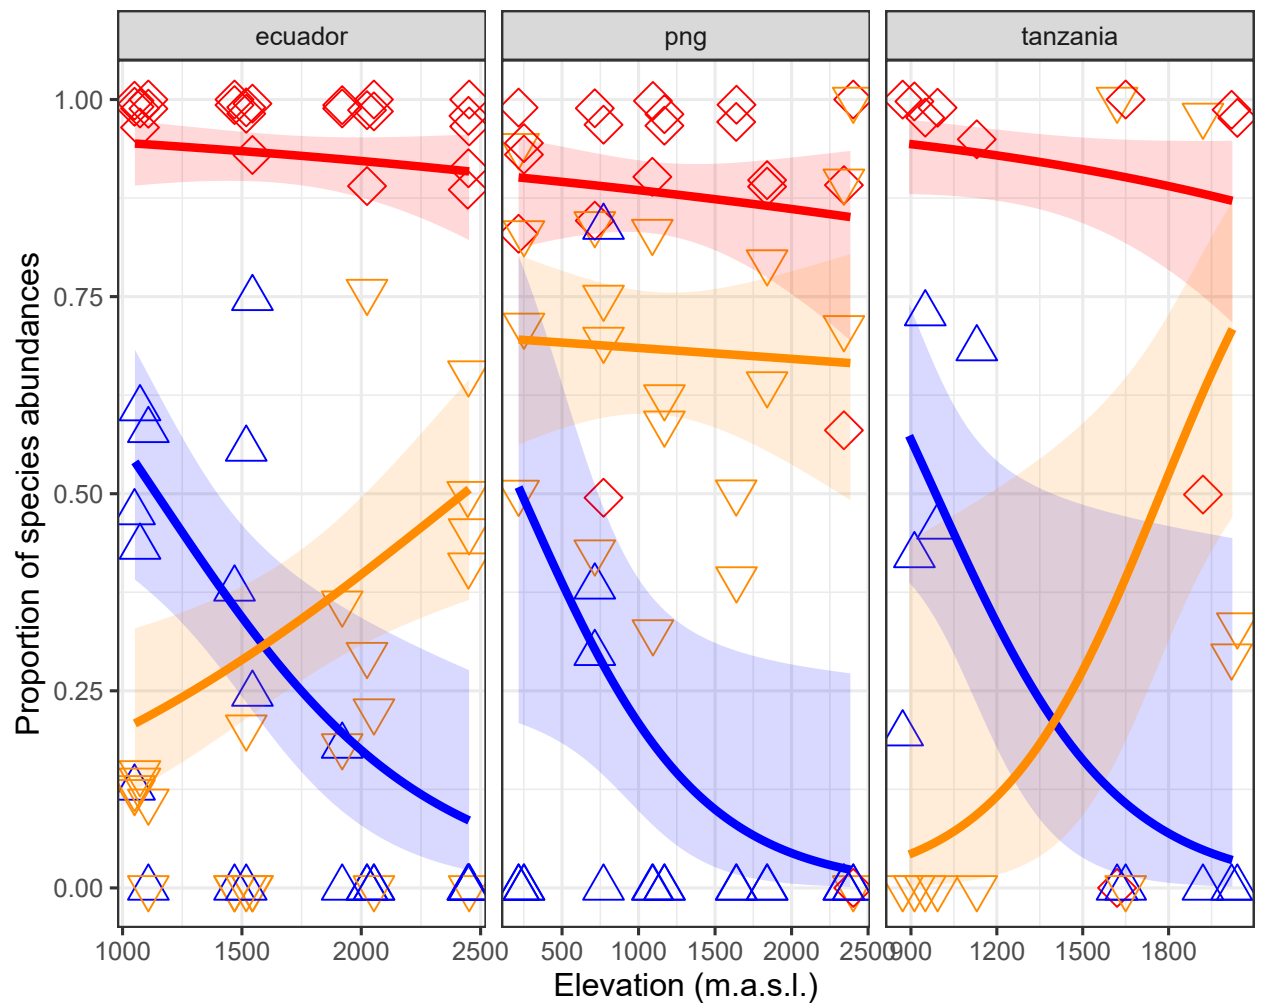 ecuador png tanzania
1.00
0.75
0.50
0.25
0.00
1000 1500 2000 2500 500 1000 1500 2000 2500 900 1200 1500 1800
Elevation (m.a.s.l.)
Proportion of species abundances